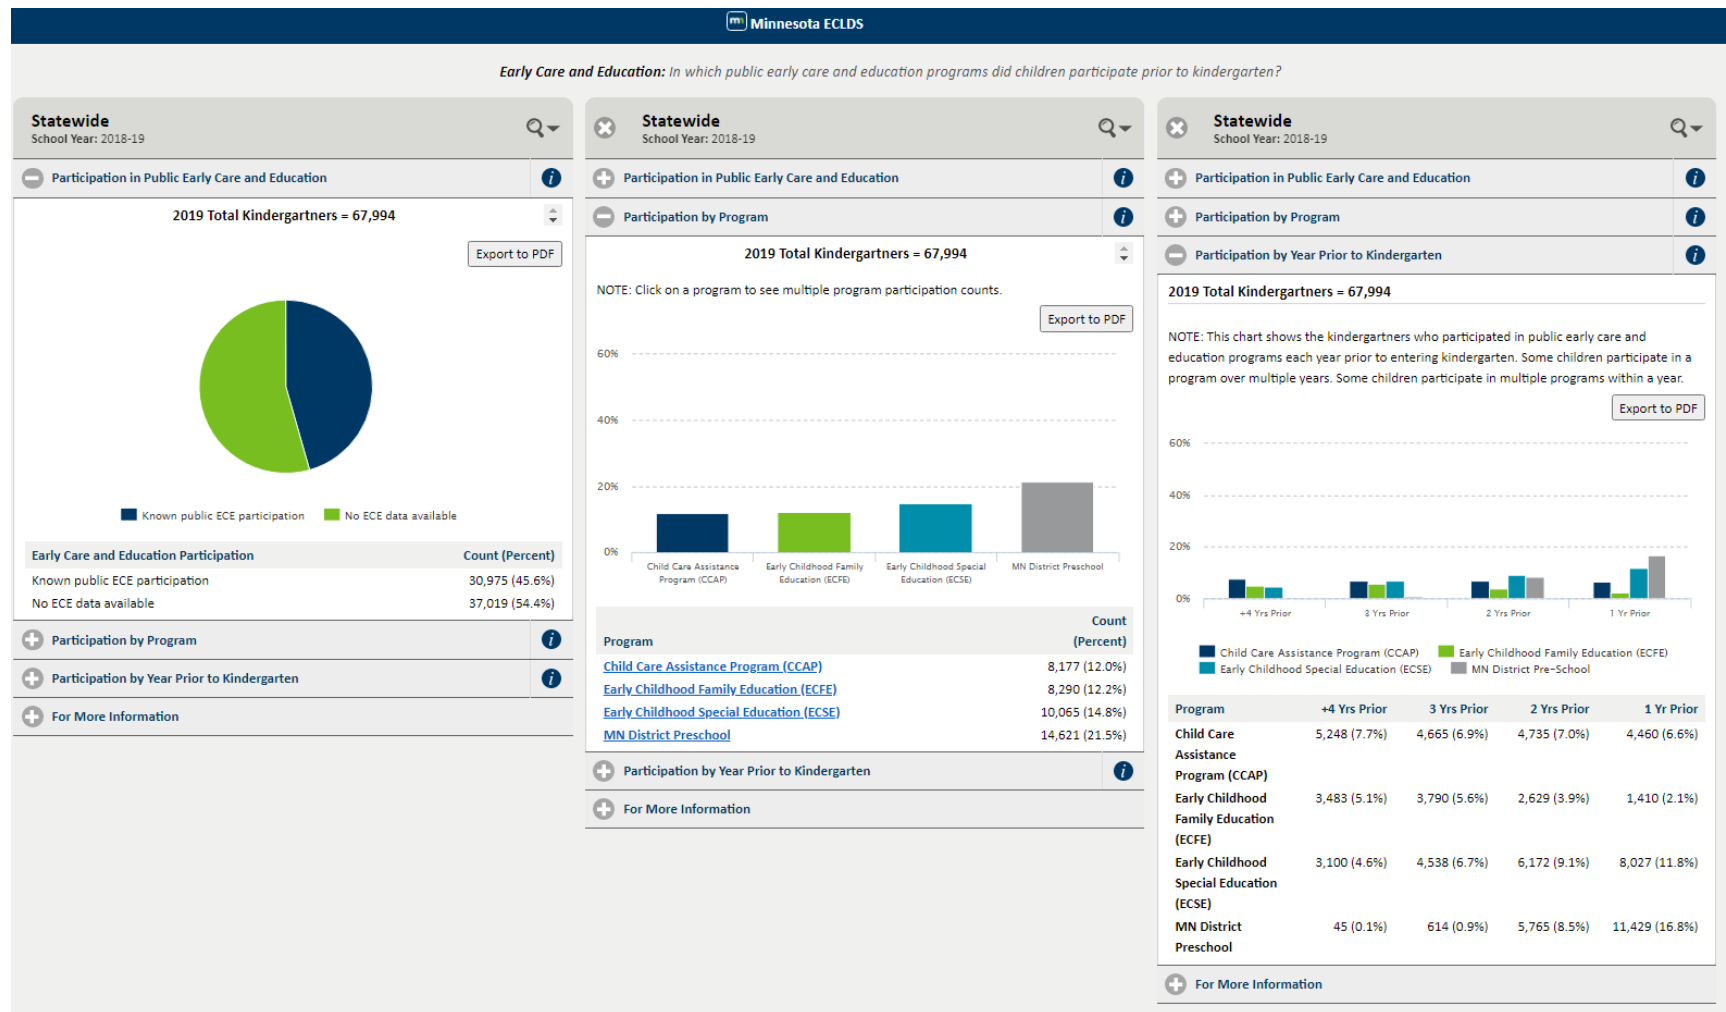 mn Minnesota ECLDS
Early Care and Education: In which public early care and education programs did children participate prior to kindergarten?
Statewide
School Year: 2018-19
Participation in Public Early Care and Education
2019 Total Kindergartners = 67,994
Export to PDF
Known public ECE participation No ECE data available
Early Care and Education Participation Count (Percent)
Known public ECE participation 30,975 (45.6%)
No ECE data available 37,019 (54.4%)
Participation by Program
Participation by Year Prior to Kindergarten
For More Information
Statewide
School Year: 2018-19
Participation in Public Early Care and Education
Participation by Program
2019 Total Kindergartners = 67,994
NOTE: Click on a program to see multiple program participation counts.
Export to PDF
60%
40%
20%
0%
Child Care Assistance
Program (CCAP)
Early Childhood Family
Education (ECFE)
Early Childhood Special
Education (ECSE)
MN District Preschool
Count
Program (Percent)
Child Care Assistance Program (CCAP) 8,177 (12.0%)
Early Childhood Family Education (ECFE) 8,290 (12.2%)
Early Childhood Special Education (ECSE) 10,065 (14.8%)
MN District Preschool 14,621 (21.5%)
Participation by Year Prior to Kindergarten
For More Information
Statewide
School Year: 2018-19
Participation in Public Early Care and Education
Participation by Program
Participation by Year Prior to Kindergarten
2019 Total Kindergartners = 67,994
NOTE: This chart shows the kindergartners who participated in public early care and
education programs each year prior to entering kindergarten. Some children participate in a
program over multiple years. Some children participate in multiple programs within a year.
Export to PDF
60%
40%
20%
0%
+4 Yrs Prior 3 Yrs Prior 2 Yrs Prior 1 Yr Prior
Child Care Assistance Program (CCAP) Early Childhood Family Education (ECFE)
Early Childhood Special Education (ECSE) MN District Pre-School
Program +4 Yrs Prior 3 Yrs Prior 2 Yrs Prior 1 Yr Prior
Child Care 5,248 (7.7%) 4,665 (6.9%) 4,735 (7.0%) 4,460 (6.6%)
Assistance
Program (CCAP)
Early Childhood 3,483 (5.1%) 3,790 (5.6%) 2,629 (3.9%) 1,410 (2.1%)
Family Education
(ECFE)
Early Childhood 3,100 (4.6%) 4,538 (6.7%) 6,172 (9.1%) 8,027 (11.8%)
Special Education
(ECSE)
MN District 45 (0.1%) 614 (0.9%) 5,765 (8.5%) 11,429 (16.8%)
Preschool
For More Information